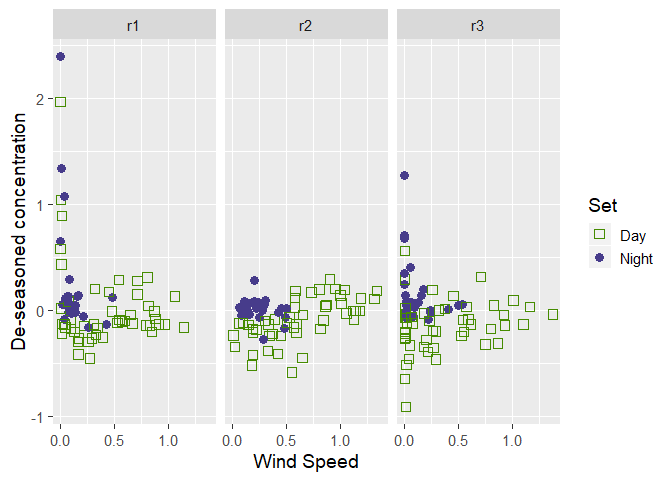 r1 r2 r3
De-seasoned concentration
2
1
0
-1
0.0 0.5 1.0 0.0 0.5 1.0 0.0 0.5 1.0
Wind Speed
Set
Day
Night